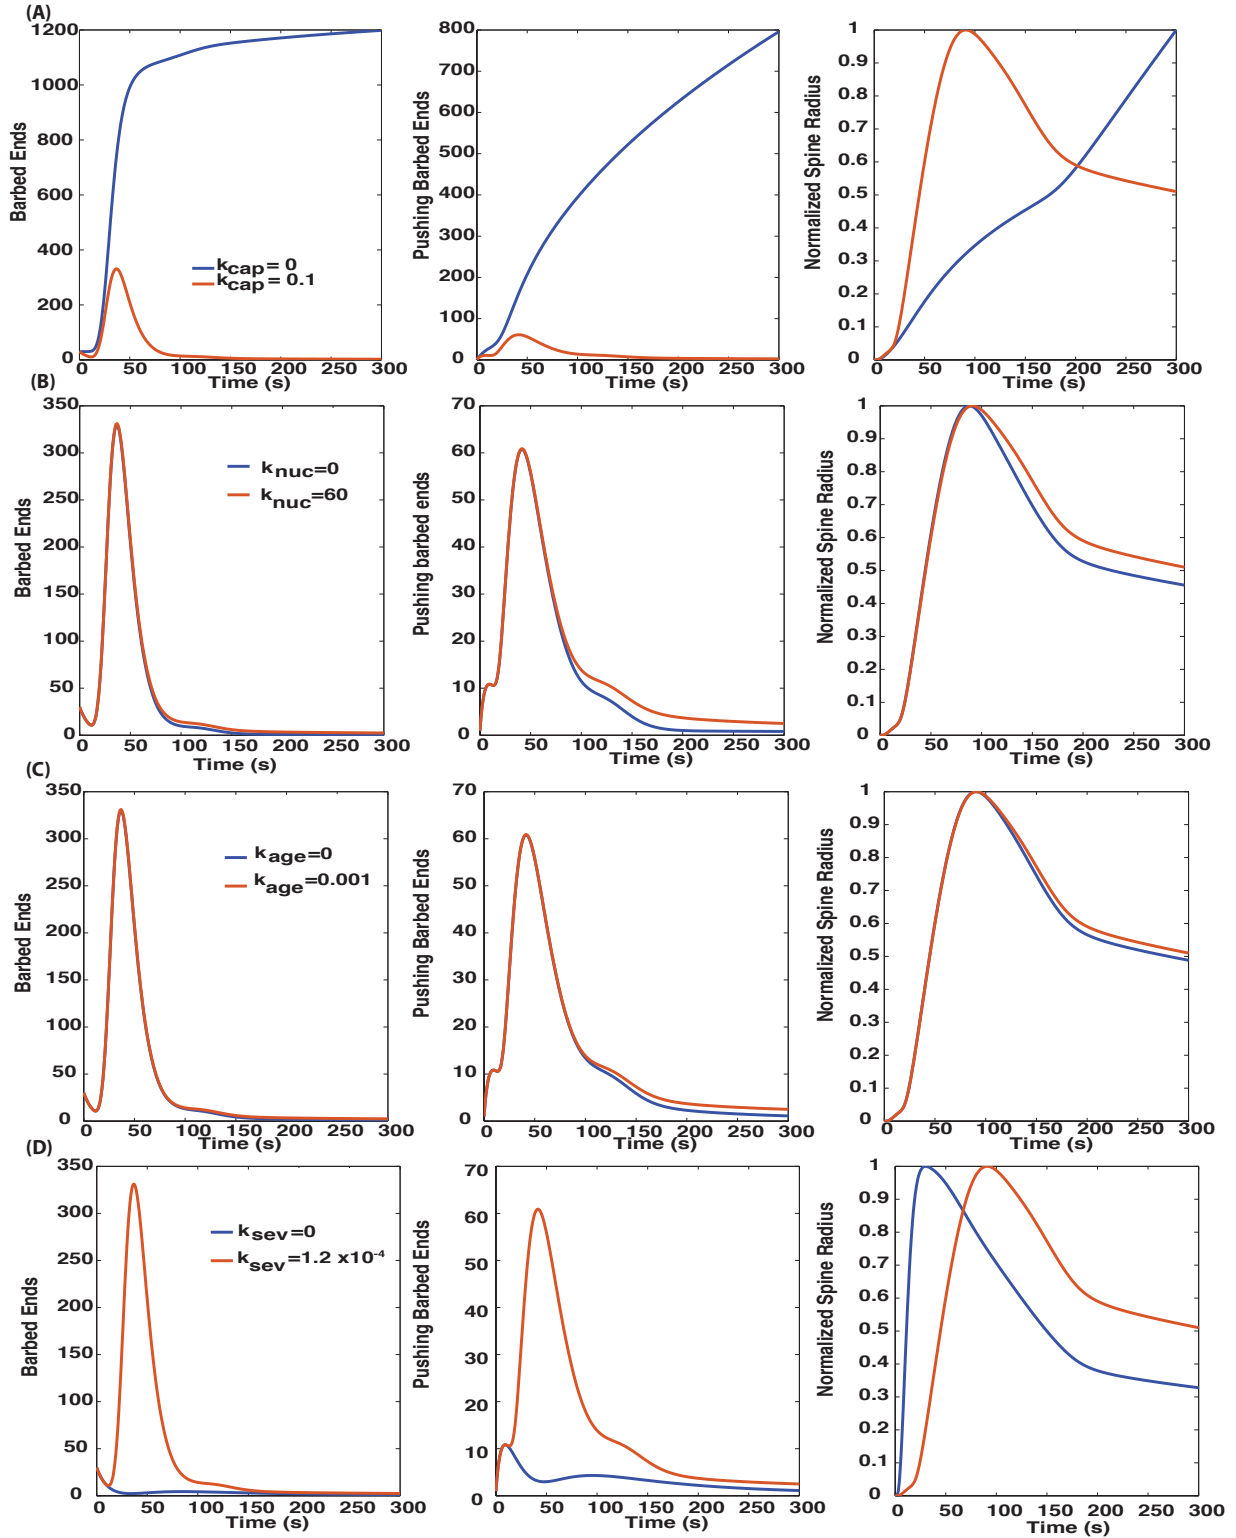 (A)
Barbed Ends
1200
1000
800
600
400
200
0
kcap= 0
kcap= 0.1
0 50 100 150 200 250 300
Time (s)
Pushing Barbed Ends
800
700
600
500
400
300
200
100
0
0 50 100 150 200 250 300
Time (s)
Normalized Spine Radius
1
0.9
0.8
0.7
0.6
0.5
0.4
0.3
0.2
0.1
0
0 50 100 150 200 250 300
Time (s)
(B)
Barbed Ends
350
300
250
200
150
100
50
0
knuc=0
knuc=60
0 50 100 150 200 250 300
Time (s)
Pushing barbed ends
70
60
50
40
30
20
10
0
0 50 100 150 200 250 300
Time (s)
Normalized Spine Radius
1
0.9
0.8
0.7
0.6
0.5
0.4
0.3
0.2
0.1
0
0 50 100 150 200 250 300
Time (s)
(C)
Barbed Ends
350
300
250
200
150
100
50
0
kage=0
kage=0.001
0 50 100 150 200 250 300
Time (s)
Pushing Barbed Ends
70
60
50
40
30
20
10
0
0 50 100 150 200 250 300
Time (s)
Normalized Spine Radius
1
0.9
0.8
0.7
0.6
0.5
0.4
0.3
0.2
0.1
0
0 50 100 150 200 250 300
Time (s)
(D)
Barbed Ends
350
300
250
200
150
100
50
0
ksev=0
ksev=1.2 x10-4
0 50 100 150 200 250 300
Time (s)
Pushing Barbed Ends
70
60
50
40
30
20
10
0
0 50 100 150 200 250 300
Time (s)
Normalized Spine Radius
1
0.9
0.8
0.7
0.6
0.5
0.4
0.3
0.2
0.1
0
0 50 100 150 200 250 300
Time (s)